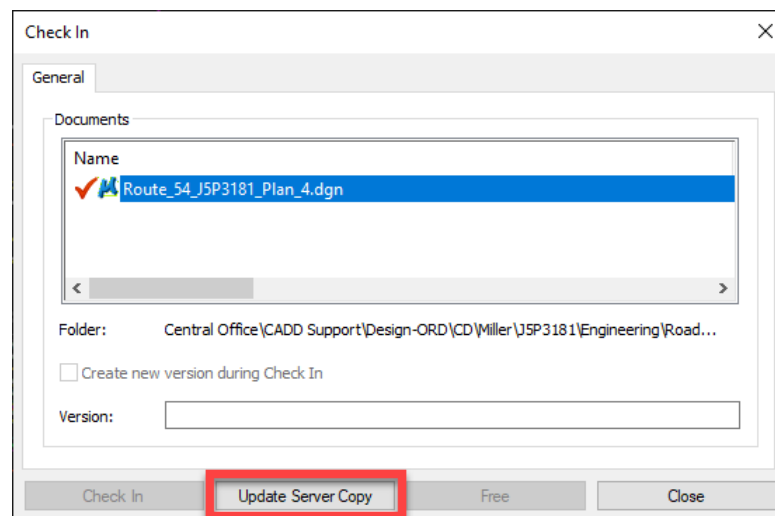 Check In
General
Documents
Name
Route_54_J5P3181_Plan_4.dgn
Folder: Central Office\CADD Support\Design-ORD\CD\Miller\J5P3181\Engineering\Road...
Create new version during Check In
Version:
Check In Update Server Copy Free Close